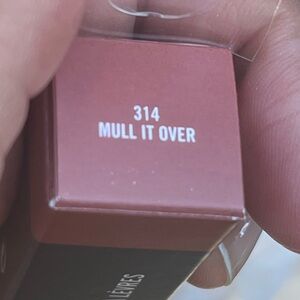 314
MULL IT OVER
LÈVRES